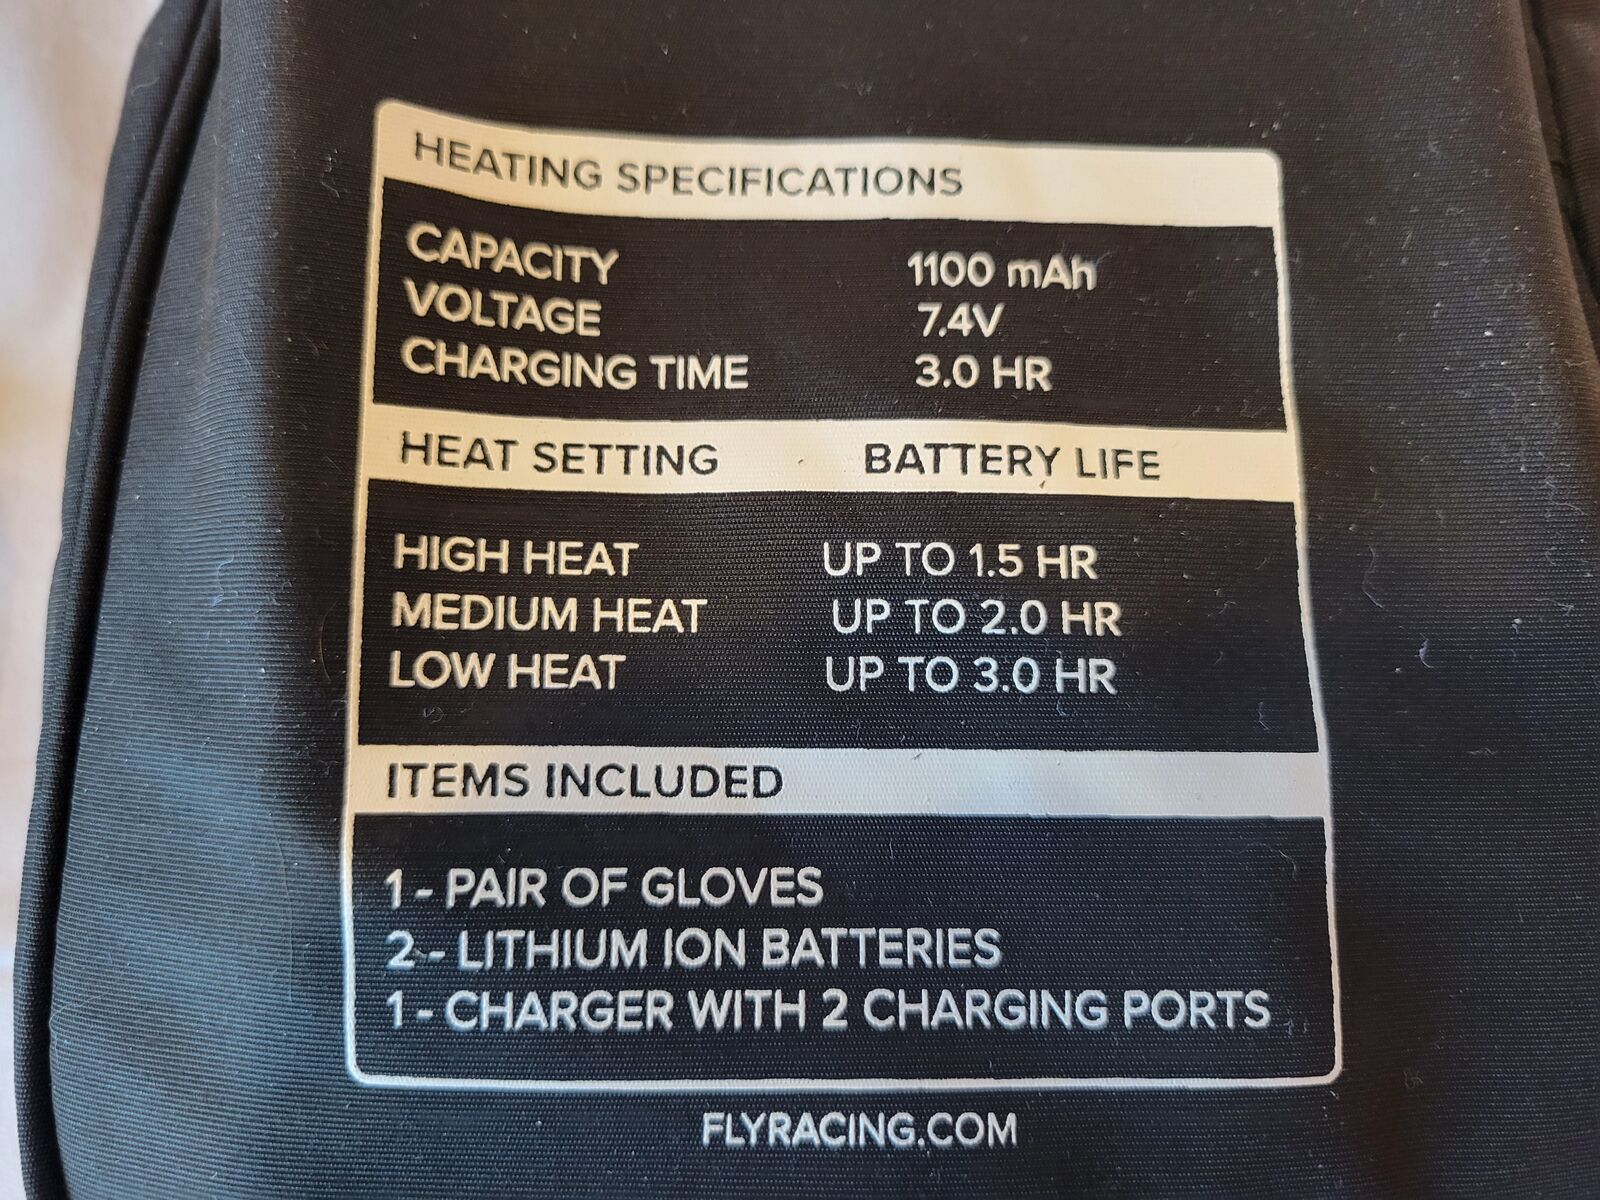 HEATING SPECIFICATIONS
CAPACITY 1100 mAh
VOLTAGE 7.4V
CHARGING TIME 3.0 HR
HEAT SETTING BATTERY LIFE
HIGH HEAT UP TO 1.5 HR
MEDIUM HEAT UP TO 2.0 HR
LOW HEAT UP TO 3.0 HR
ITEMS INCLUDED
1 - PAIR OF GLOVES
2 - LITHIUM ION BATTERIES
1 - CHARGER WITH 2 CHARGING PORTS
FLYRACING.COM